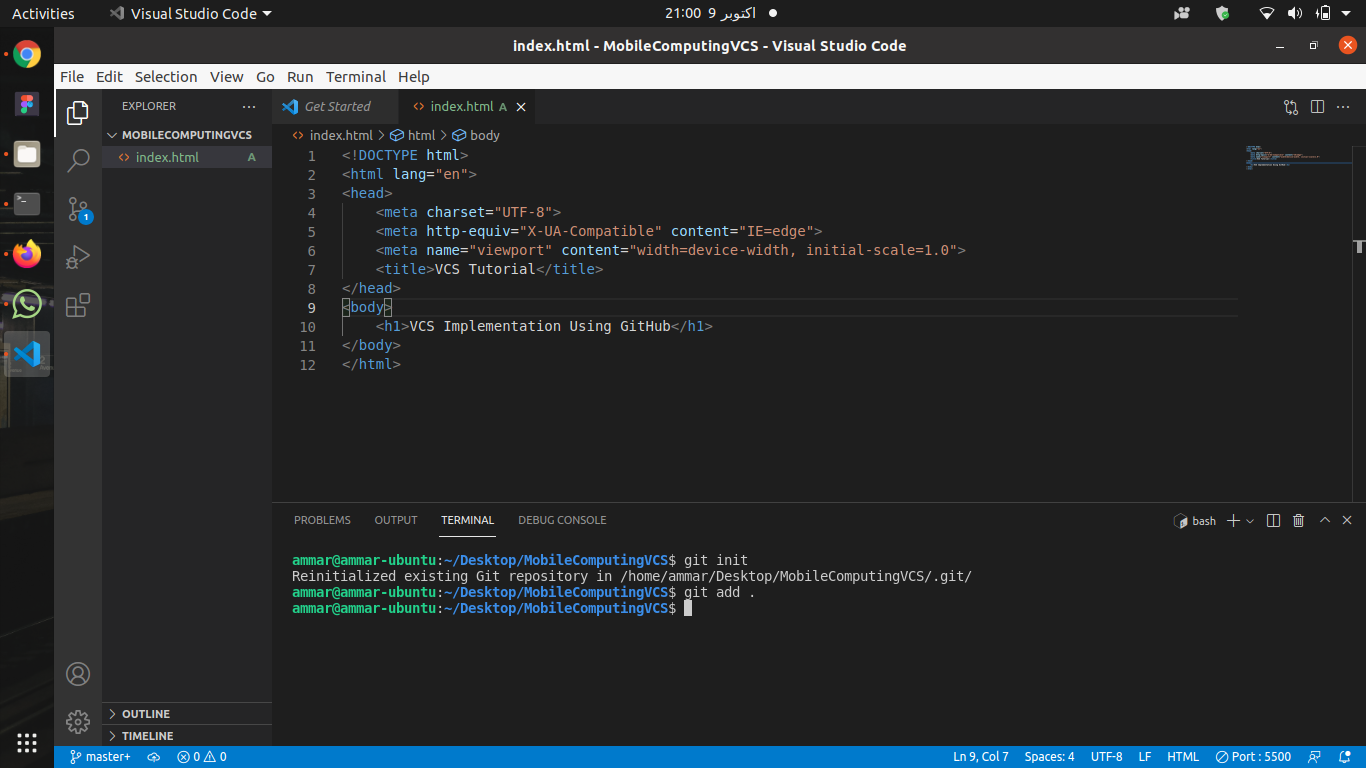 Activities
Visual Studio Code
21:00 9 اکتوبر
index.html - MobileComputingVCS - Visual Studio Code
File Edit Selection View Go Run Terminal Help
EXPLORER
MOBILECOMPUTINGVCS
index.html A
1
Get Started
index.html A
index.html > html > body
1 <!DOCTYPE html>
2 <html lang="en">
3 <head>
4 <meta charset="UTF-8">
5 <meta http-equiv="X-UA-Compatible" content="IE=edge">
6 <meta name="viewport" content="width=device-width, initial-scale=1.0">
7 <title>VCS Tutorial</title>
8 </head>
9 <body>
10 <h1>VCS Implementation Using GitHub</h1>
11 </body>
12 </html>
PROBLEMS OUTPUT TERMINAL DEBUG CONSOLE
bash
ammar@ammar-ubuntu:~/Desktop/MobileComputingVCS$ git init
Reinitialized existing Git repository in /home/ammar/Desktop/MobileComputingVCS/.git/
ammar@ammar-ubuntu:~/Desktop/MobileComputingVCS$ git add .
ammar@ammar-ubuntu:~/Desktop/MobileComputingVCS$
OUTLINE
TIMELINE
master+ 0 0 Ln 9, Col 7 Spaces: 4 UTF-8 LF HTML Port : 5500